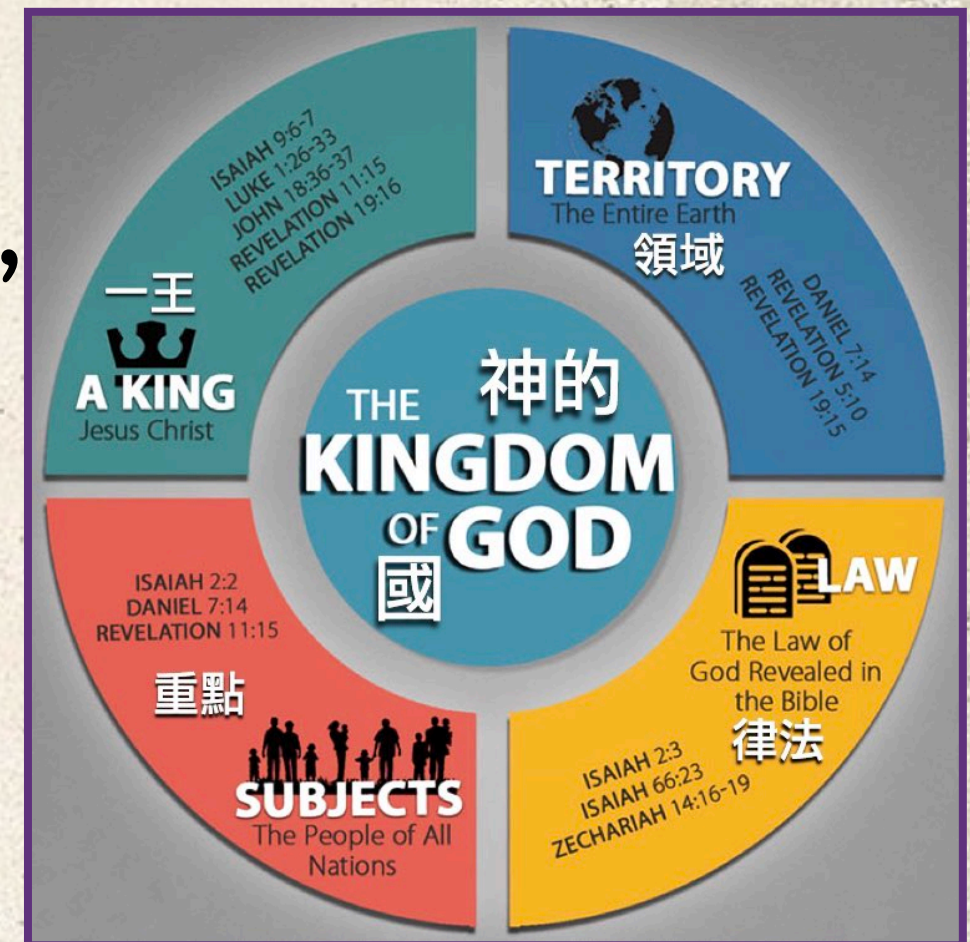 ,
ISAIAH 9:6-7
LUKE 1:26-33
JOHN 18:36-37
REVELATION 11:15
REVELATION 19:16
一王
A KING
Jesus Christ
TERRITORY
The Entire Earth
領域
DANIEL 7:14
REVELATION 5:10
REVELATION 19:15
THE 神的
KINGDOM
OF GOD
國
ISAIAH 2:2
DANIEL 7:14
REVELATION 11:15
重點
SUBJECTS
The People of All
Nations
LAW
The Law of
God Revealed in
the Bible
律法
ISAIAH 2:3
ISAIAH 66:23
ZECHARIAH 14:16-19